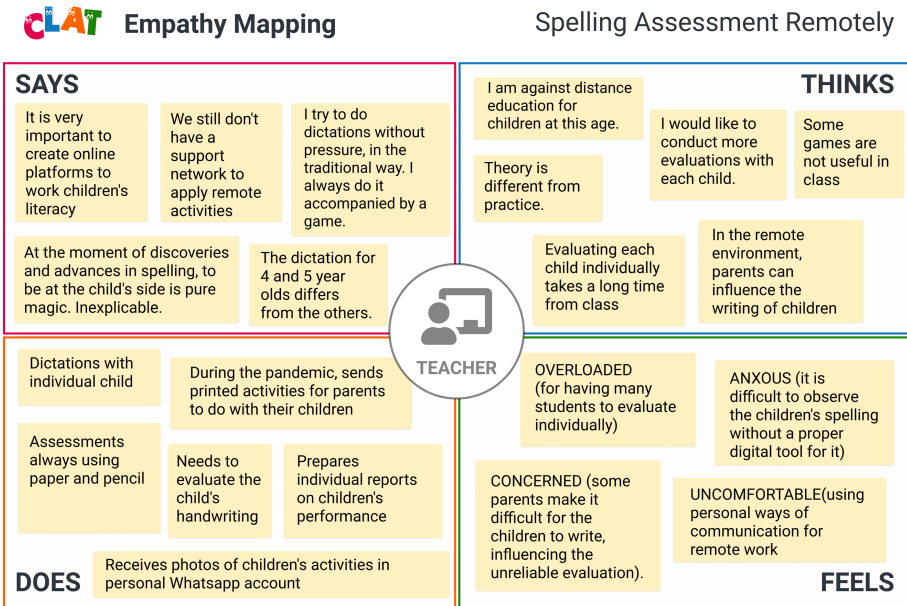 CLAT Empathy Mapping
Spelling Assessment Remotely
SAYS
It is very
important to
create online
platforms to
work children's
literacy
We still don't
have a
support
network to
apply remote
activities
I try to do
dictations without
pressure, in the
traditional way. I
always do it
accompanied by a
game.
At the moment of discoveries
and advances in spelling, to
be at the child's side is pure
magic. Inexplicable.
The dictation for
4 and 5 year
olds differs
from the others.
THINKS
I am against distance
education for
children at this age.
I would like to
conduct more
evaluations with
each child.
Some
games are
not useful in
class
Theory is
different from
practice.
Evaluating each
child individually
takes a long time
from class
In the remote
environment,
parents can
influence the
writing of children
TEACHER
Dictations with
individual child
During the pandemic, sends
printed activities for parents
to do with their children
Assessments
always using
paper and pencil
Needs to
evaluate the
child's
handwriting
Prepares
individual reports
on children's
performance
Receives photos of children's activities in
personal Whatsapp account
DOES
OVERLOADED
(for having many
students to evaluate
individually)
ANXOUS (it is
difficult to observe
the children's spelling
without a proper
digital tool for it)
CONCERNED (some
parents make it
difficult for the
children to write,
influencing the
unreliable evaluation).
UNCOMFORTABLE(using
personal ways of
communication for
remote work
FEELS